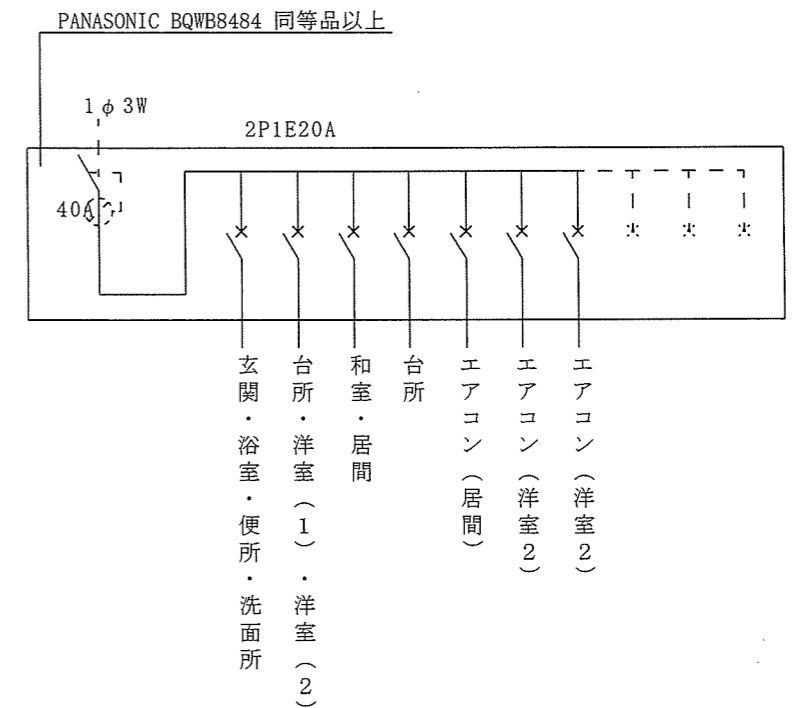 PANASONIC BQWB8484 同等品以上
1φ3W
2P1E20A
40A
玄関・浴室・便所・洗面所
台所・洋室(1)・洋室(2)
和室・居間
台所
エアコン(居間)
エアコン(洋室2)
エアコン(洋室2)